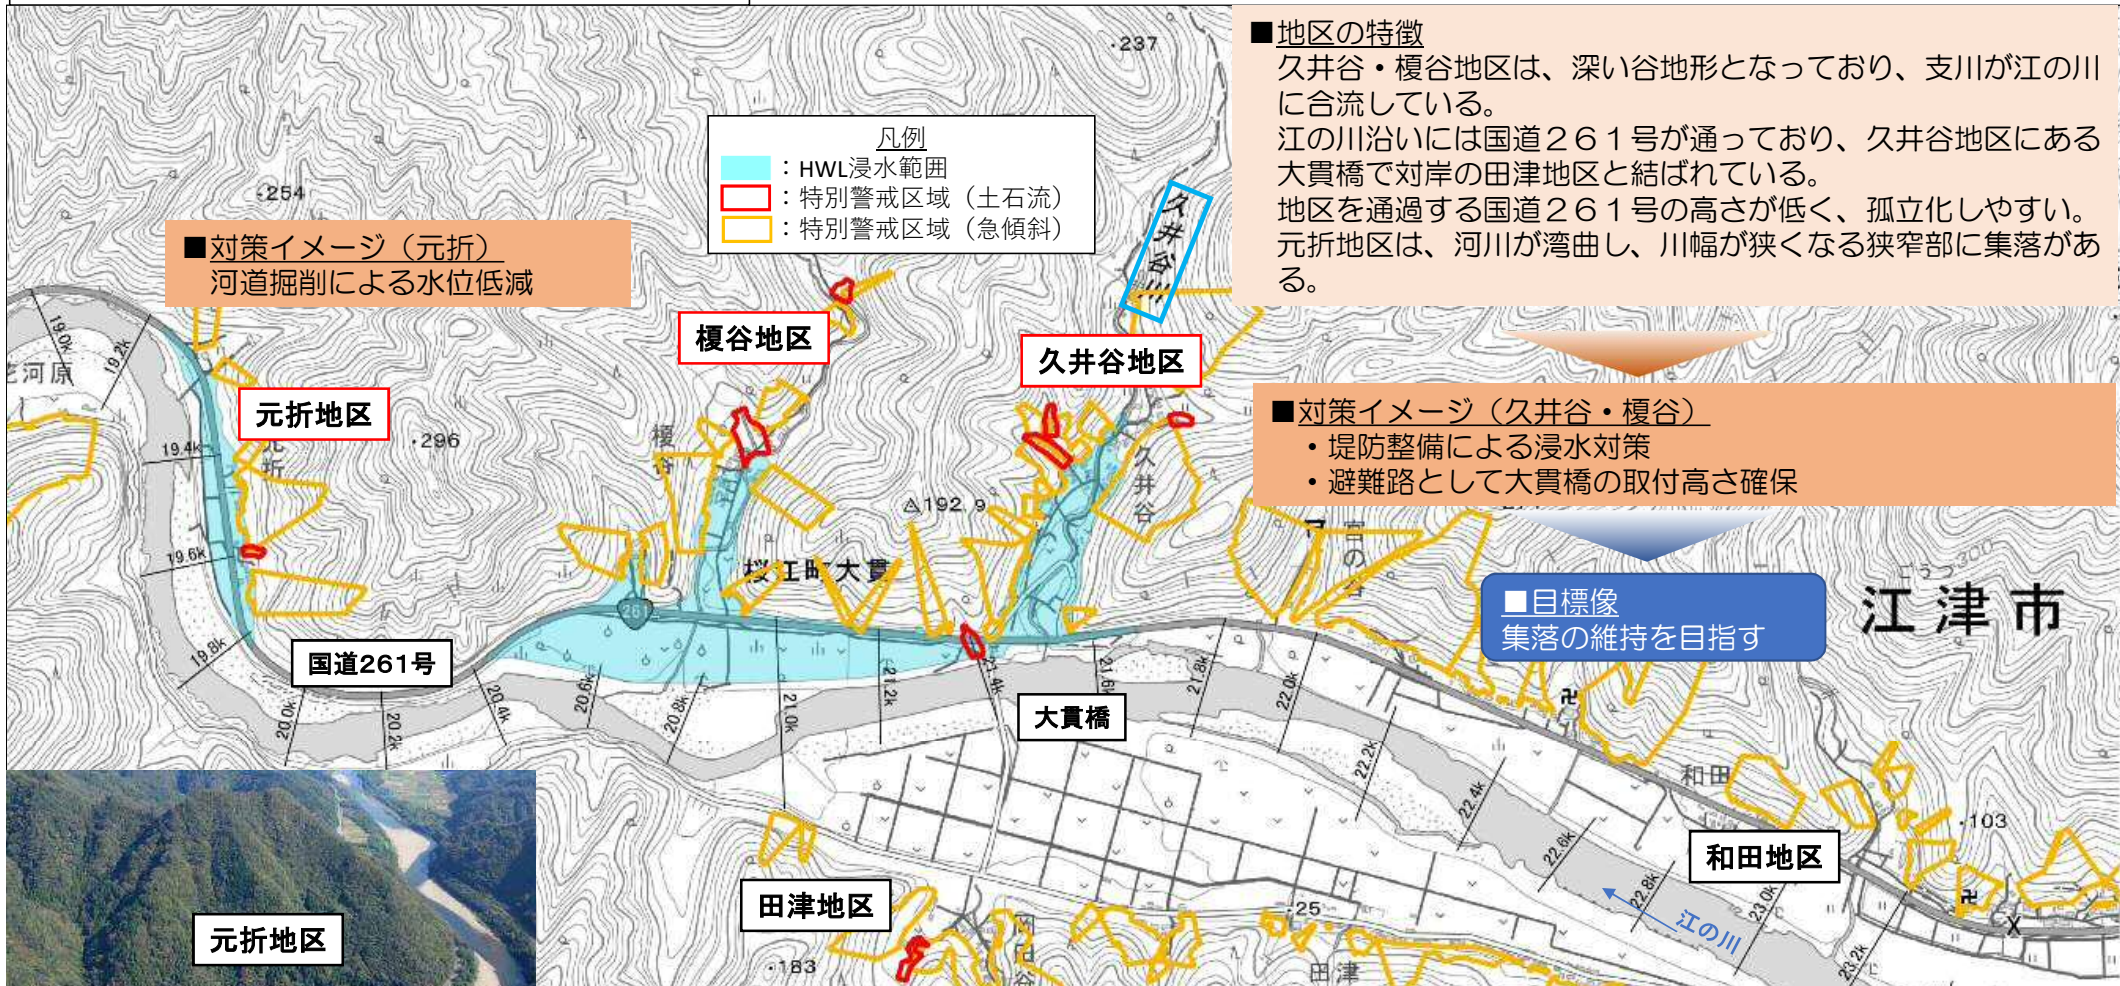 ■地区の特徴
久井谷・榎谷地区は、深い谷地形となっており、支川が江の川
に合流している。
江の川沿いには国道２６１号が通っており、久井谷地区にある
大貫橋で対岸の田津地区と結ばれている。
地区を通過する国道２６１号の高さが低く、孤立化しやすい。
元折地区は、河川が湾曲し、川幅が狭くなる狭窄部に集落があ
る。
凡例
：HWL浸水範囲
：特別警戒区域（土石流）
：特別警戒区域（急傾斜）
■対策イメージ（元折）
河道掘削による水位低減
■対策イメージ（久井谷・榎谷）
・堤防整備による浸水対策
・避難路として大貫橋の取付高さ確保
■目標像
集落の維持を目指す
江津市
ごうつ
300
・237
・254
久井谷川
榎谷地区
久井谷地区
元折地区
元折
・296
榎谷
久井谷
192.9
宮の谷
桜江町大貫
261
国道261号
大貫橋
河原
19.0k
19.2k
19.4k
19.6k
19.8k
20.0k
20.2k
20.4k
20.6k
20.8k
21.0k
21.2k
21.4k
21.6k
21.8k
22.0k
22.2k
22.4k
22.6k
22.8k
23.0k
23.2k
和田
和田地区
・103
江の川
田津地区
・25
・183
田津
元折地区